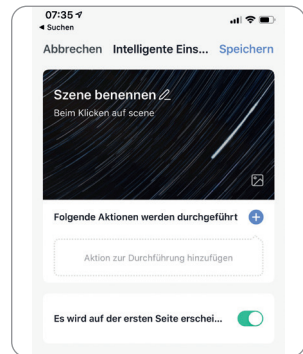 07:35
◀ Suchen
Abbrechen Intelligente Eins... Speichern
Szene benennen
Beim Klicken auf scene
Folgende Aktionen werden durchgeführt
Aktion zur Durchführung hinzufügen
Es wird auf der ersten Seite erschei...